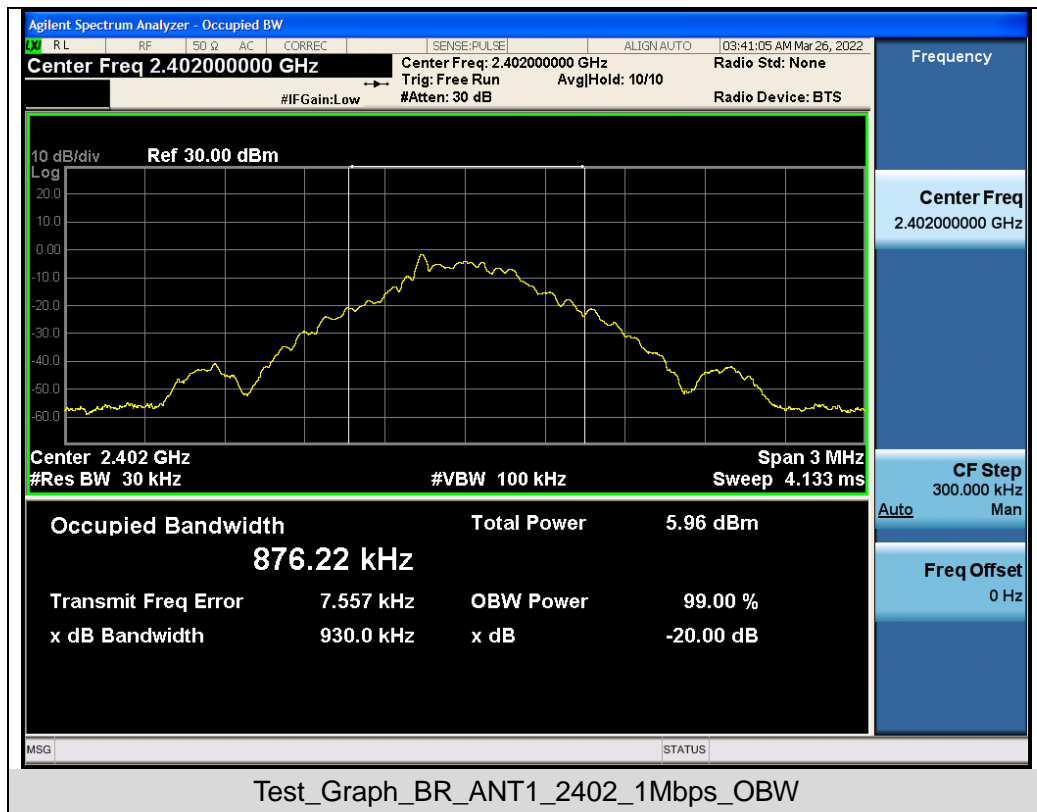 Agilent Spectrum Analyzer - Occupied BW
LXI RL RF 50 Ω AC CORREC SENSE:PULSE ALIGN AUTO 03:41:05 AM Mar 26, 2022
Center Freq 2.402000000 GHz
Center Freq: 2.402000000 GHz Radio Std: None
Trig: Free Run Avg|Hold: 10/10
#IFGain:Low #Atten: 30 dB Radio Device: BTS
10 dB/div Ref 30.00 dBm
Log
20.0
10.0
0.00
-10.0
-20.0
-30.0
-40.0
-50.0
-60.0
Center 2.402 GHz Span 3 MHz
#Res BW 30 kHz #VBW 100 kHz Sweep 4.133 ms
Occupied Bandwidth Total Power 5.96 dBm
876.22 kHz
Transmit Freq Error 7.557 kHz OBW Power 99.00 %
x dB Bandwidth 930.0 kHz x dB -20.00 dB
Frequency
Center Freq
2.402000000 GHz
CF Step
300.000 kHz
Auto Man
Freq Offset
0 Hz
MSG STATUS
Test_Graph_BR_ANT1_2402_1Mbps_OBW